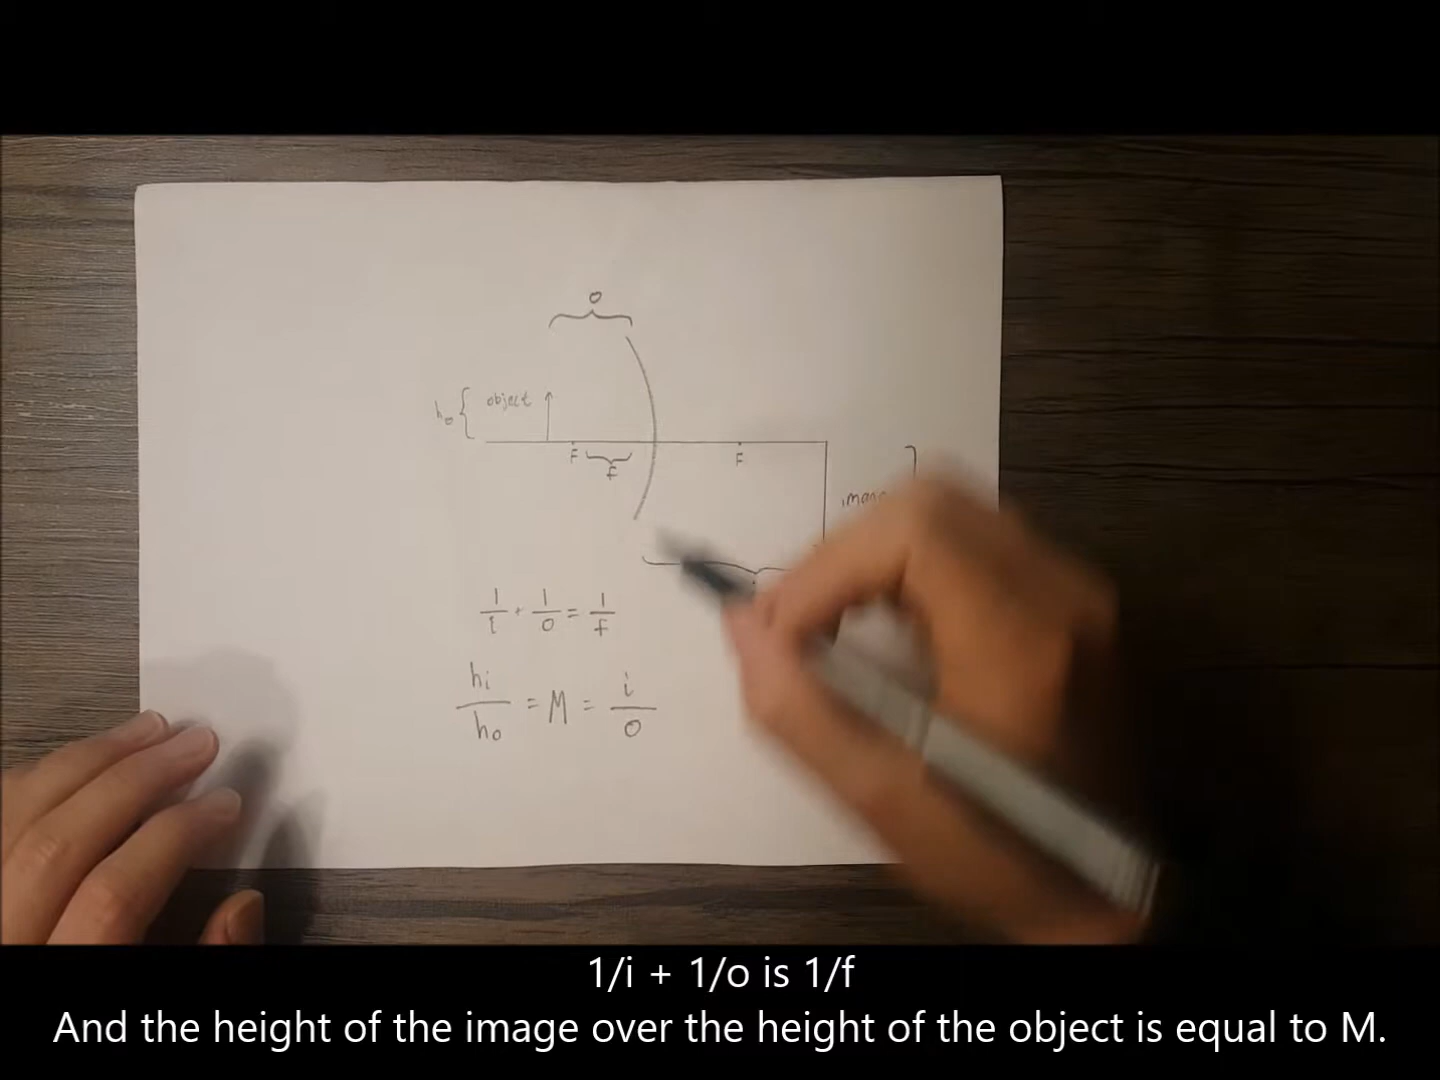 o
h₀ { object
F F
f
1/i + 1/o = 1/f
hi/ho = M = i/o
1/i + 1/o is 1/f
And the height of the image over the height of the object is equal to M.